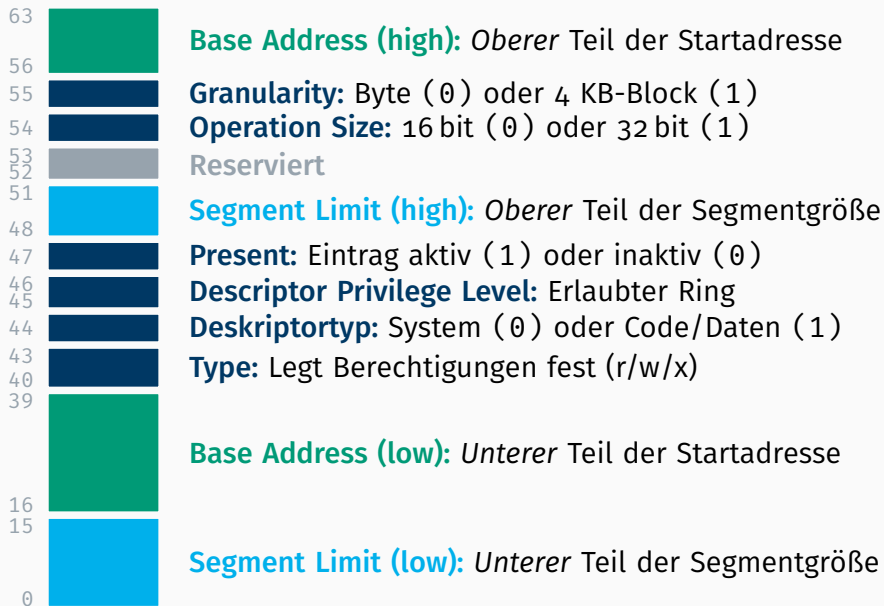 63
Base Address (high): Oberer Teil der Startadresse
56
55 Granularity: Byte (0) oder 4 KB-Block (1)
54 Operation Size: 16 bit (0) oder 32 bit (1)
53
52
Reserviert
51
Segment Limit (high): Oberer Teil der Segmentgröße
48
47 Present: Eintrag aktiv (1) oder inaktiv (0)
46
45
Descriptor Privilege Level: Erlaubter Ring
44 Deskriptortyp: System (0) oder Code/Daten (1)
43
Type: Legt Berechtigungen fest (r/w/x)
40
39
Base Address (low): Unterer Teil der Startadresse
16
15
Segment Limit (low): Unterer Teil der Segmentgröße
0